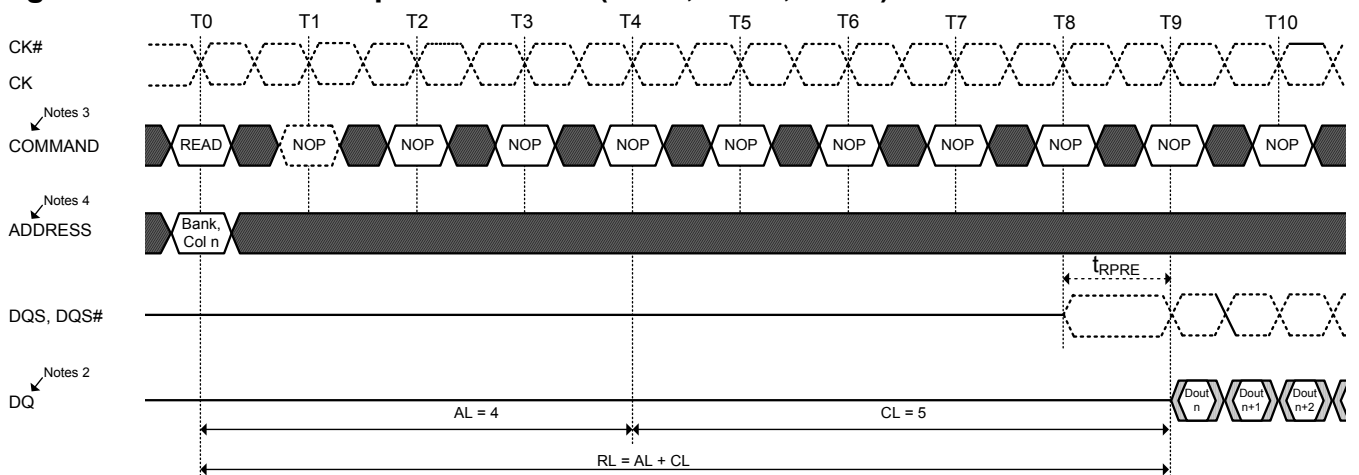 T0 T1 T2 T3 T4 T5 T6 T7 T8 T9 T10
CK#
CK
Notes 3
COMMAND
READ NOP NOP NOP NOP NOP NOP NOP NOP NOP NOP
Notes 4
ADDRESS
Bank,
Col n
tRPRE
DQS, DQS#
Notes 2
DQ
Dout
n
Dout
n+1
Dout
n+2
AL = 4
CL = 5
RL = AL + CL